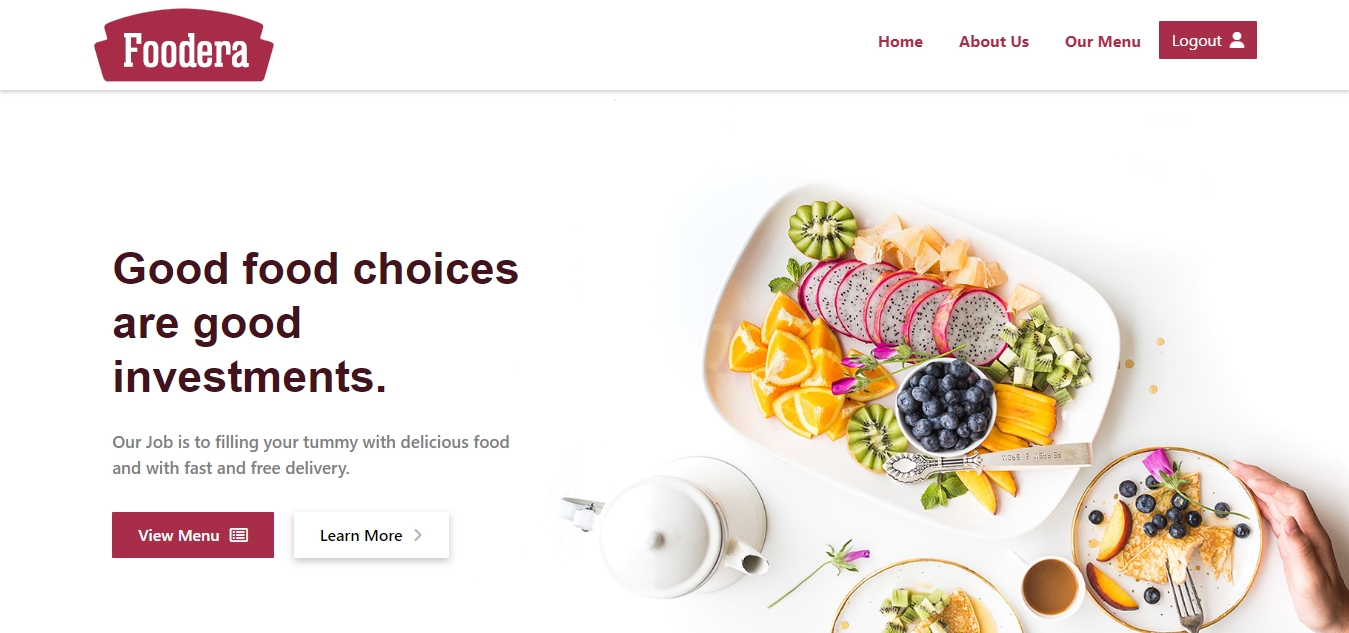 Foodera
Home
About Us
Our Menu
Logout
Good food choices
are good
investments.
Our Job is to filling your tummy with delicious food
and with fast and free delivery.
View Menu
Learn More